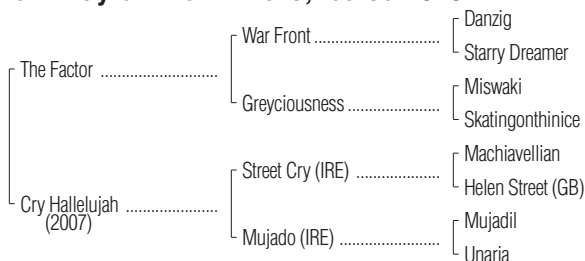 The Factor
Cry Hallelujah
(2007)
War Front
Greyciousness
Street Cry (IRE)
Mujado (IRE)
Danzig
Starry Dreamer
Miswaki
Skatingonthinice
Machiavellian
Helen Street (GB)
Mujadil
Unaria